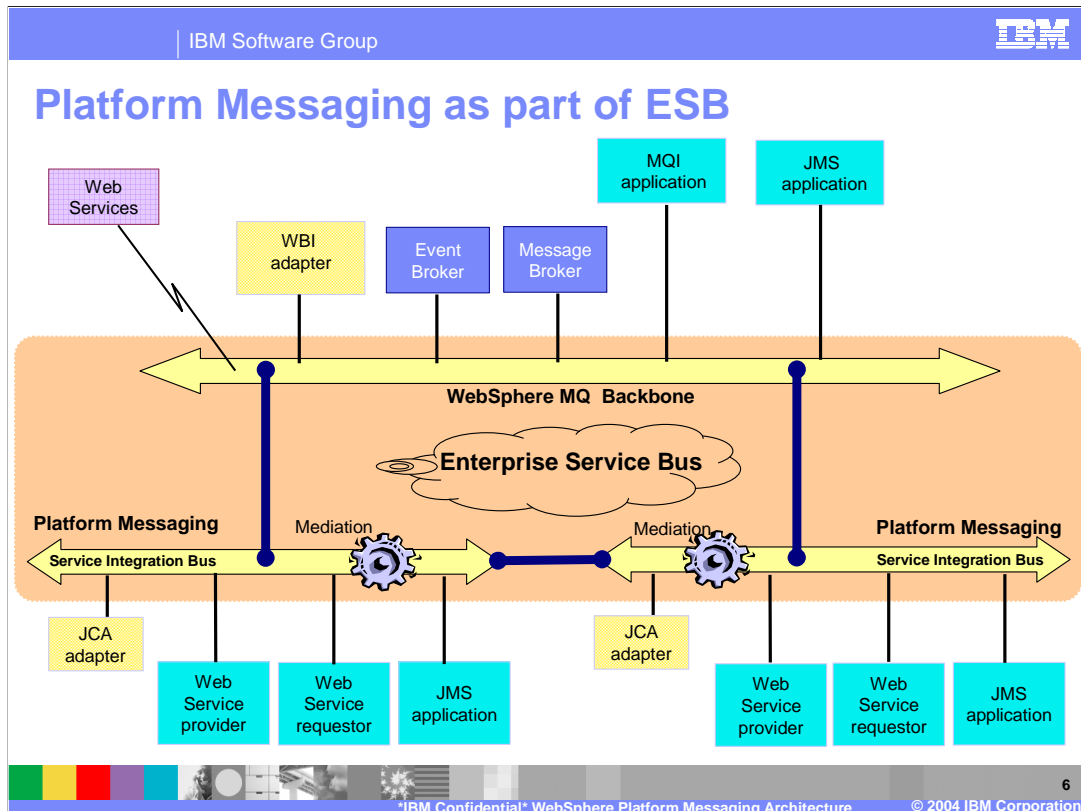 IBM Software Group
IBM
Platform Messaging as part of ESB
MQI
application
JMS
application
Web
Services
WBI
adapter
Event
Broker
Message
Broker
WebSphere MQ Backbone
Enterprise Service Bus
Platform Messaging
Mediation
Mediation
Platform Messaging
Service Integration Bus
Service Integration Bus
JCA
adapter
Web
Service
provider
Web
Service
requestor
JMS
application
JCA
adapter
Web
Service
provider
Web
Service
requestor
JMS
application
6
*IBM Confidential* WebSphere Platform Messaging Architecture
© 2004 IBM Corporation